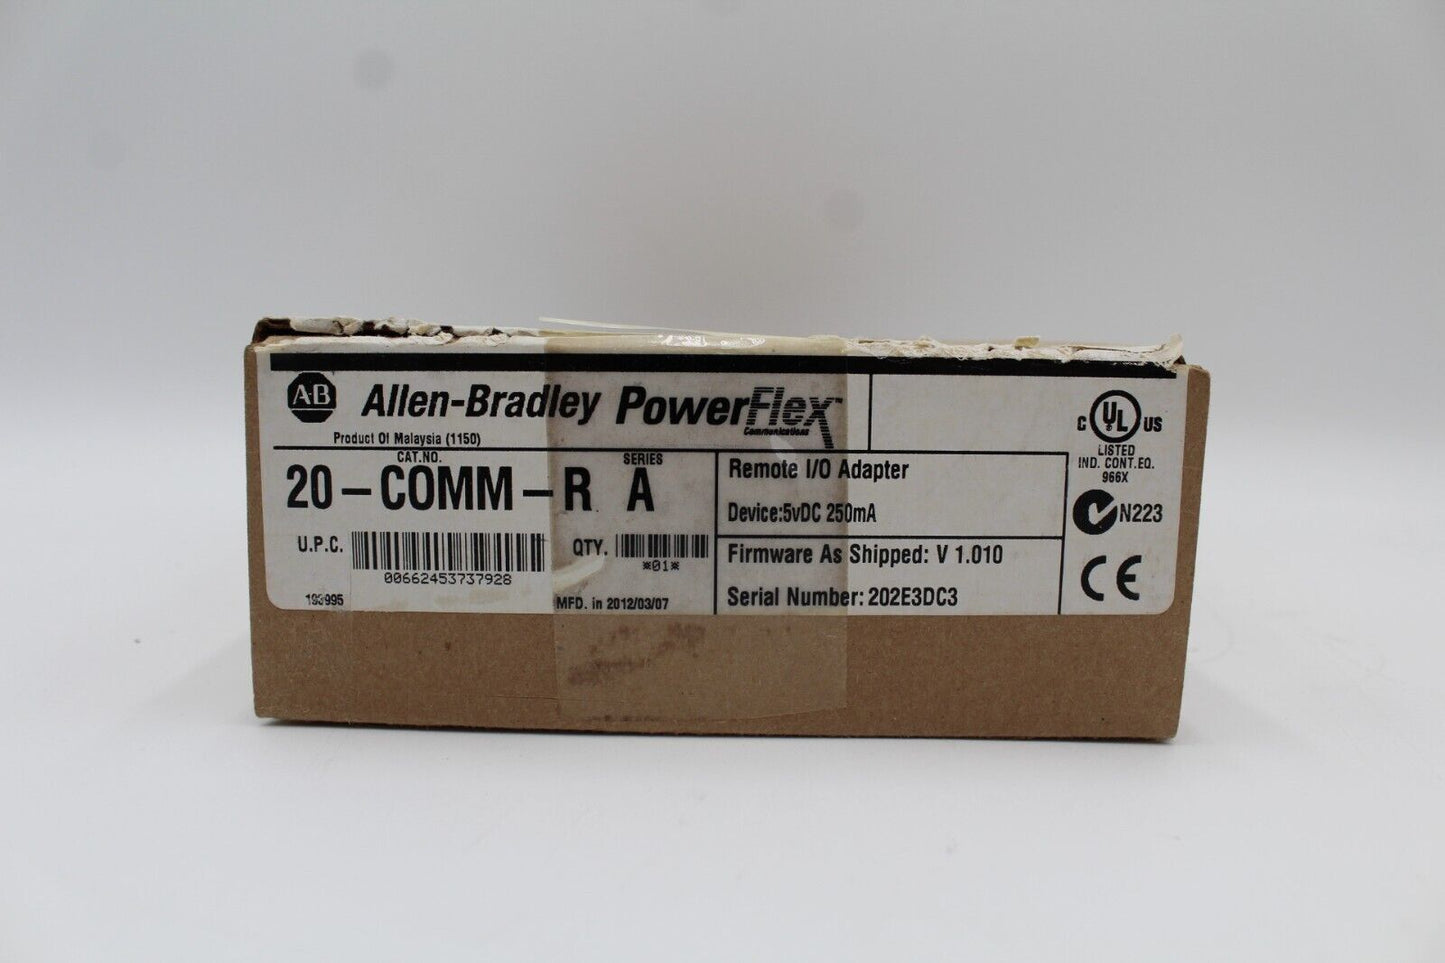 A-B Allen-Bradley PowerFlex™
Communications
Product Of Malaysia (1150)
CAT.NO. SERIES
20-COMM-R A
U.P.C. QTY.
00662453737928
*01*
193995
MFD. in 2012/03/07
Remote I/O Adapter
Device:5vDC 250mA
Firmware As Shipped: V 1.010
Serial Number: 202E3DC3
C UL US
LISTED
IND. CONT.EQ.
966X
N223
CE